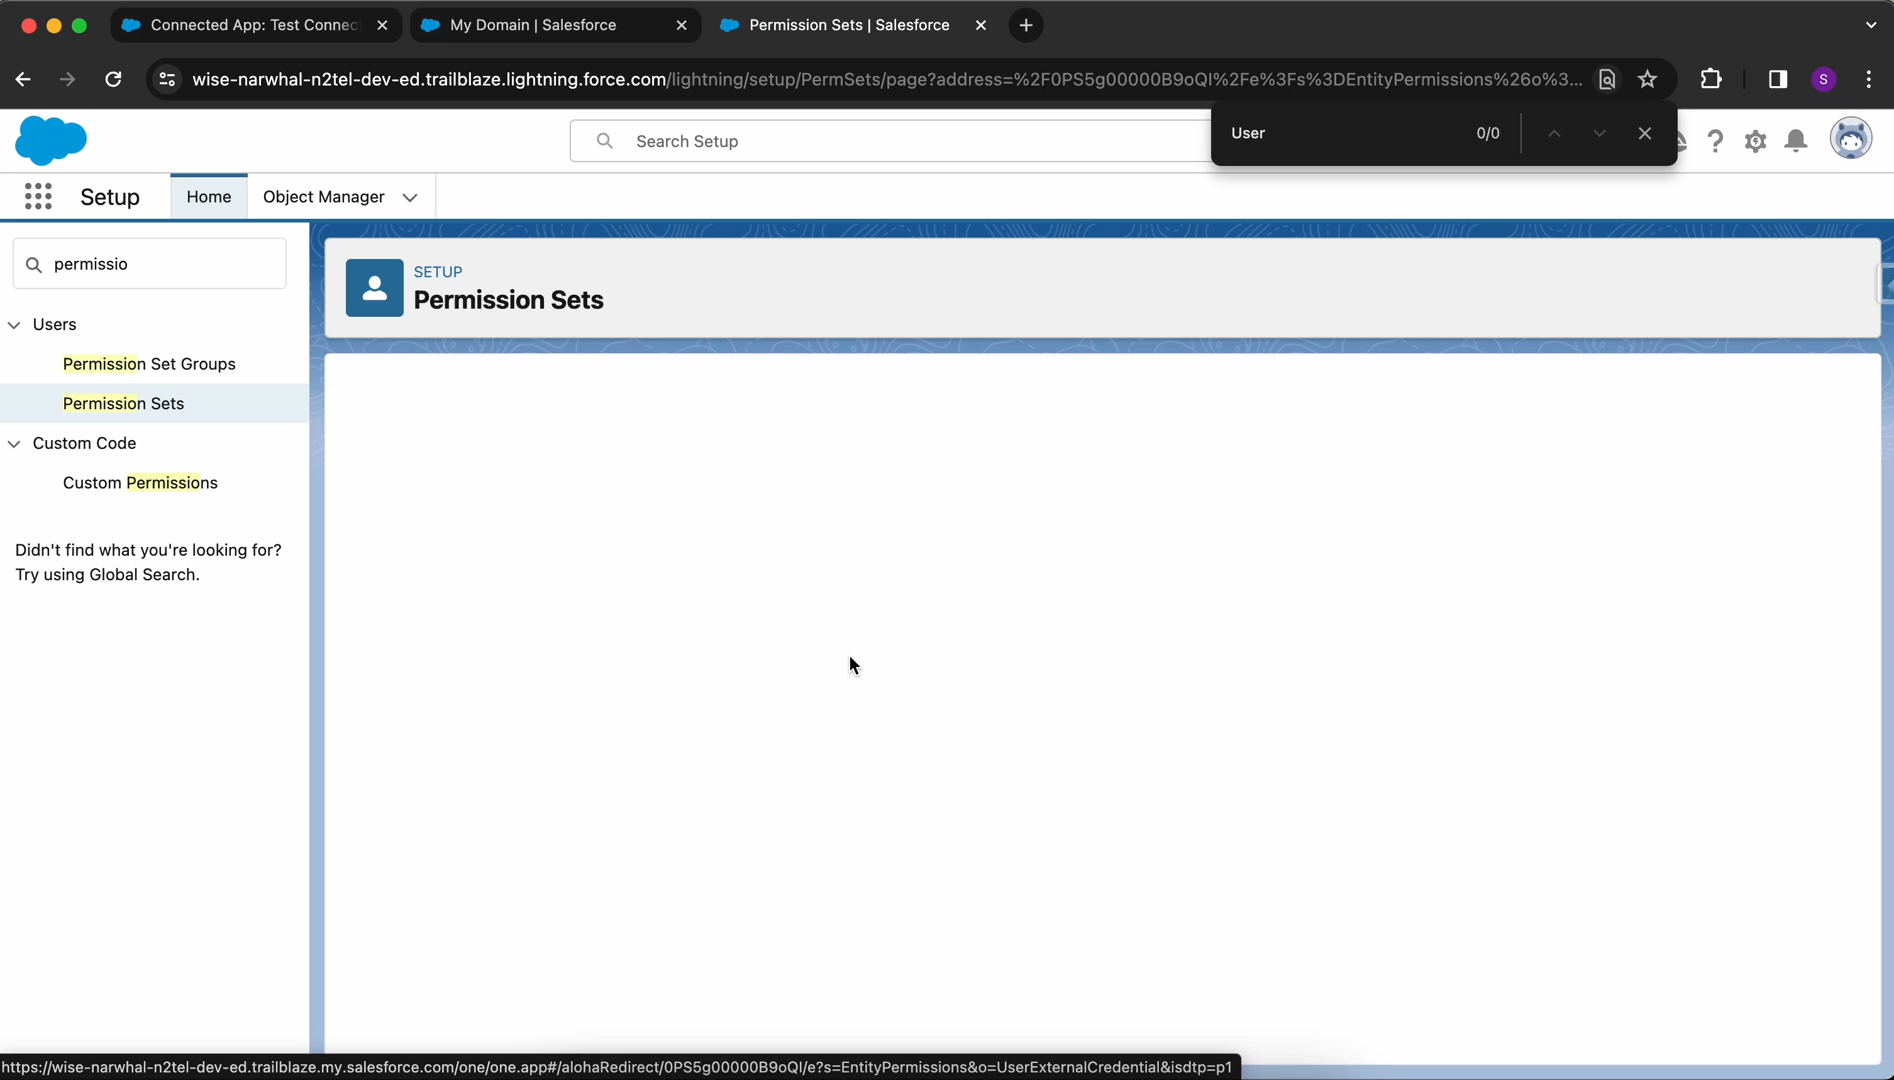 Connected App: Test Connec
My Domain | Salesforce
Permission Sets | Salesforce
wise-narwhal-n2tel-dev-ed.trailblaze.lightning.force.com/lightning/setup/PermSets/page?address=%2F0PS5g00000B9oQI%2Fe%3Fs%3DEntityPermissions%26o%3...
S
User 0/0
Search Setup
Setup Home Object Manager
permissio
SETUP
Permission Sets
Users
Permission Set Groups
Permission Sets
Custom Code
Custom Permissions
Didn't find what you're looking for?
Try using Global Search.
https://wise-narwhal-n2tel-dev-ed.trailblaze.my.salesforce.com/one/one.app#/alohaRedirect/0PS5g00000B9oQI/e?s=EntityPermissions&o=UserExternalCredential&isdtp=p1